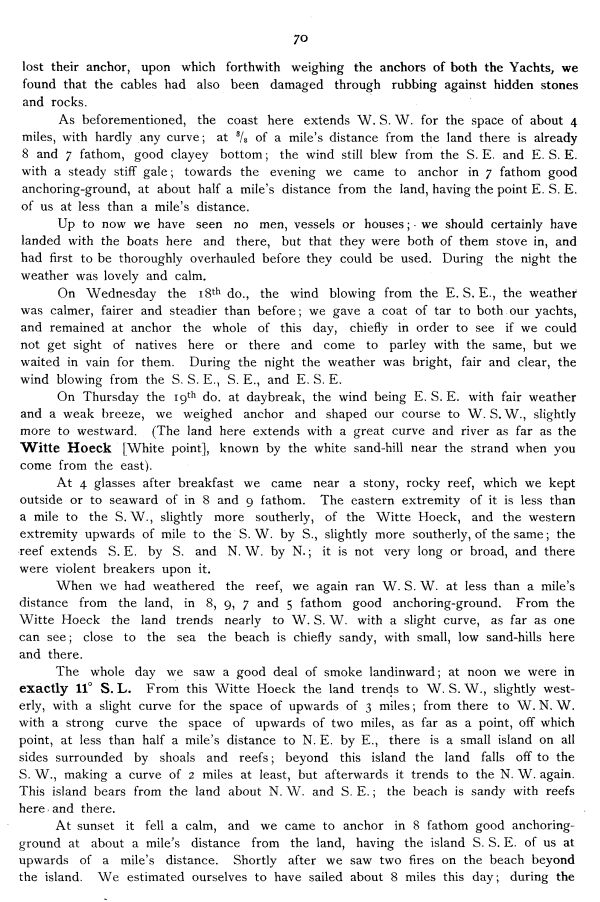 70
lost their anchor, upon which forthwith weighing the anchors of both the Yachts, we
found that the cables had also been damaged through rubbing against hidden stones
and rocks.
As beforementioned, the coast here extends W. S. W. for the space of about 4
miles, with hardly any curve; at 3/8 of a mile's distance from the land there is already
8 and 7 fathom, good clayey bottom; the wind still blew from the S. E. and E. S. E.
with a steady stiff gale; towards the evening we came to anchor in 7 fathom good
anchoring-ground, at about half a mile's distance from the land, having the point E. S. E.
of us at less than a mile's distance.
Up to now we have seen no men, vessels or houses; we should certainly have
landed with the boats here and there, but that they were both of them stove in, and
had first to be thoroughly overhauled before they could be used. During the night the
weather was lovely and calm.
On Wednesday the 18th do., the wind blowing from the E. S. E., the weather
was calmer, fairer and steadier than before; we gave a coat of tar to both our yachts,
and remained at anchor the whole of this day, chiefly in order to see if we could
not get sight of natives here or there and come to parley with the same, but we
waited in vain for them. During the night the weather was bright, fair and clear, the
wind blowing from the S. S. E., S. E., and E. S. E.
On Thursday the 19th do. at daybreak, the wind being E. S. E. with fair weather
and a weak breeze, we weighed anchor and shaped our course to W. S. W., slightly
more to westward. (The land here extends with a great curve and river as far as the
Witte Hoeck [White point], known by the white sand-hill near the strand when you
come from the east).
At 4 glasses after breakfast we came near a stony, rocky reef, which we kept
outside or to seaward of in 8 and 9 fathom. The eastern extremity of it is less than
a mile to the S. W., slightly more southerly, of the Witte Hoeck, and the western
extremity upwards of mile to the S. W. by S., slightly more southerly, of the same; the
reef extends S. E. by S. and N. W. by N.; it is not very long or broad, and there
were violent breakers upon it.
When we had weathered the reef, we again ran W. S. W. at less than a mile's
distance from the land, in 8, 9, 7 and 5 fathom good anchoring-ground. From the
Witte Hoeck the land trends nearly to W. S. W. with a slight curve, as far as one
can see; close to the sea the beach is chiefly sandy, with small, low sand-hills here
and there.
The whole day we saw a good deal of smoke landinward; at noon we were in
exactly 11° S. L. From this Witte Hoeck the land trends to W. S. W., slightly west-
erly, with a slight curve for the space of upwards of 3 miles; from there to W. N. W.
with a strong curve the space of upwards of two miles, as far as a point, off which
point, at less than half a mile's distance to N. E. by E., there is a small island on all
sides surrounded by shoals and reefs; beyond this island the land falls off to the
S. W., making a curve of 2 miles at least, but afterwards it trends to the N. W. again.
This island bears from the land about N. W. and S. E.; the beach is sandy with reefs
here and there.
At sunset it fell a calm, and we came to anchor in 8 fathom good anchoring-
ground at about a mile's distance from the land, having the island S. S. E. of us at
upwards of a mile's distance. Shortly after we saw two fires on the beach beyond
the island. We estimated ourselves to have sailed about 8 miles this day; during the